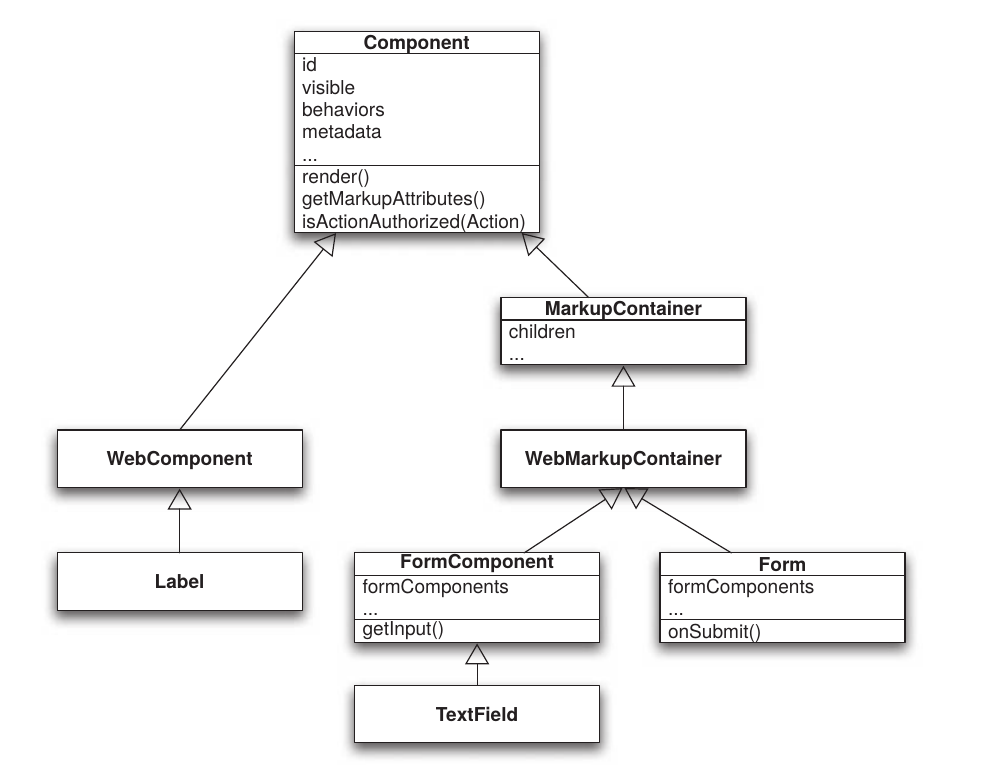 Component
id
visible
behaviors
metadata
...
render()
getMarkupAttributes()
isActionAuthorized(Action)
MarkupContainer
children
...
WebComponent
WebMarkupContainer
Label
FormComponent
formComponents
...
getInput()
Form
formComponents
...
onSubmit()
TextField